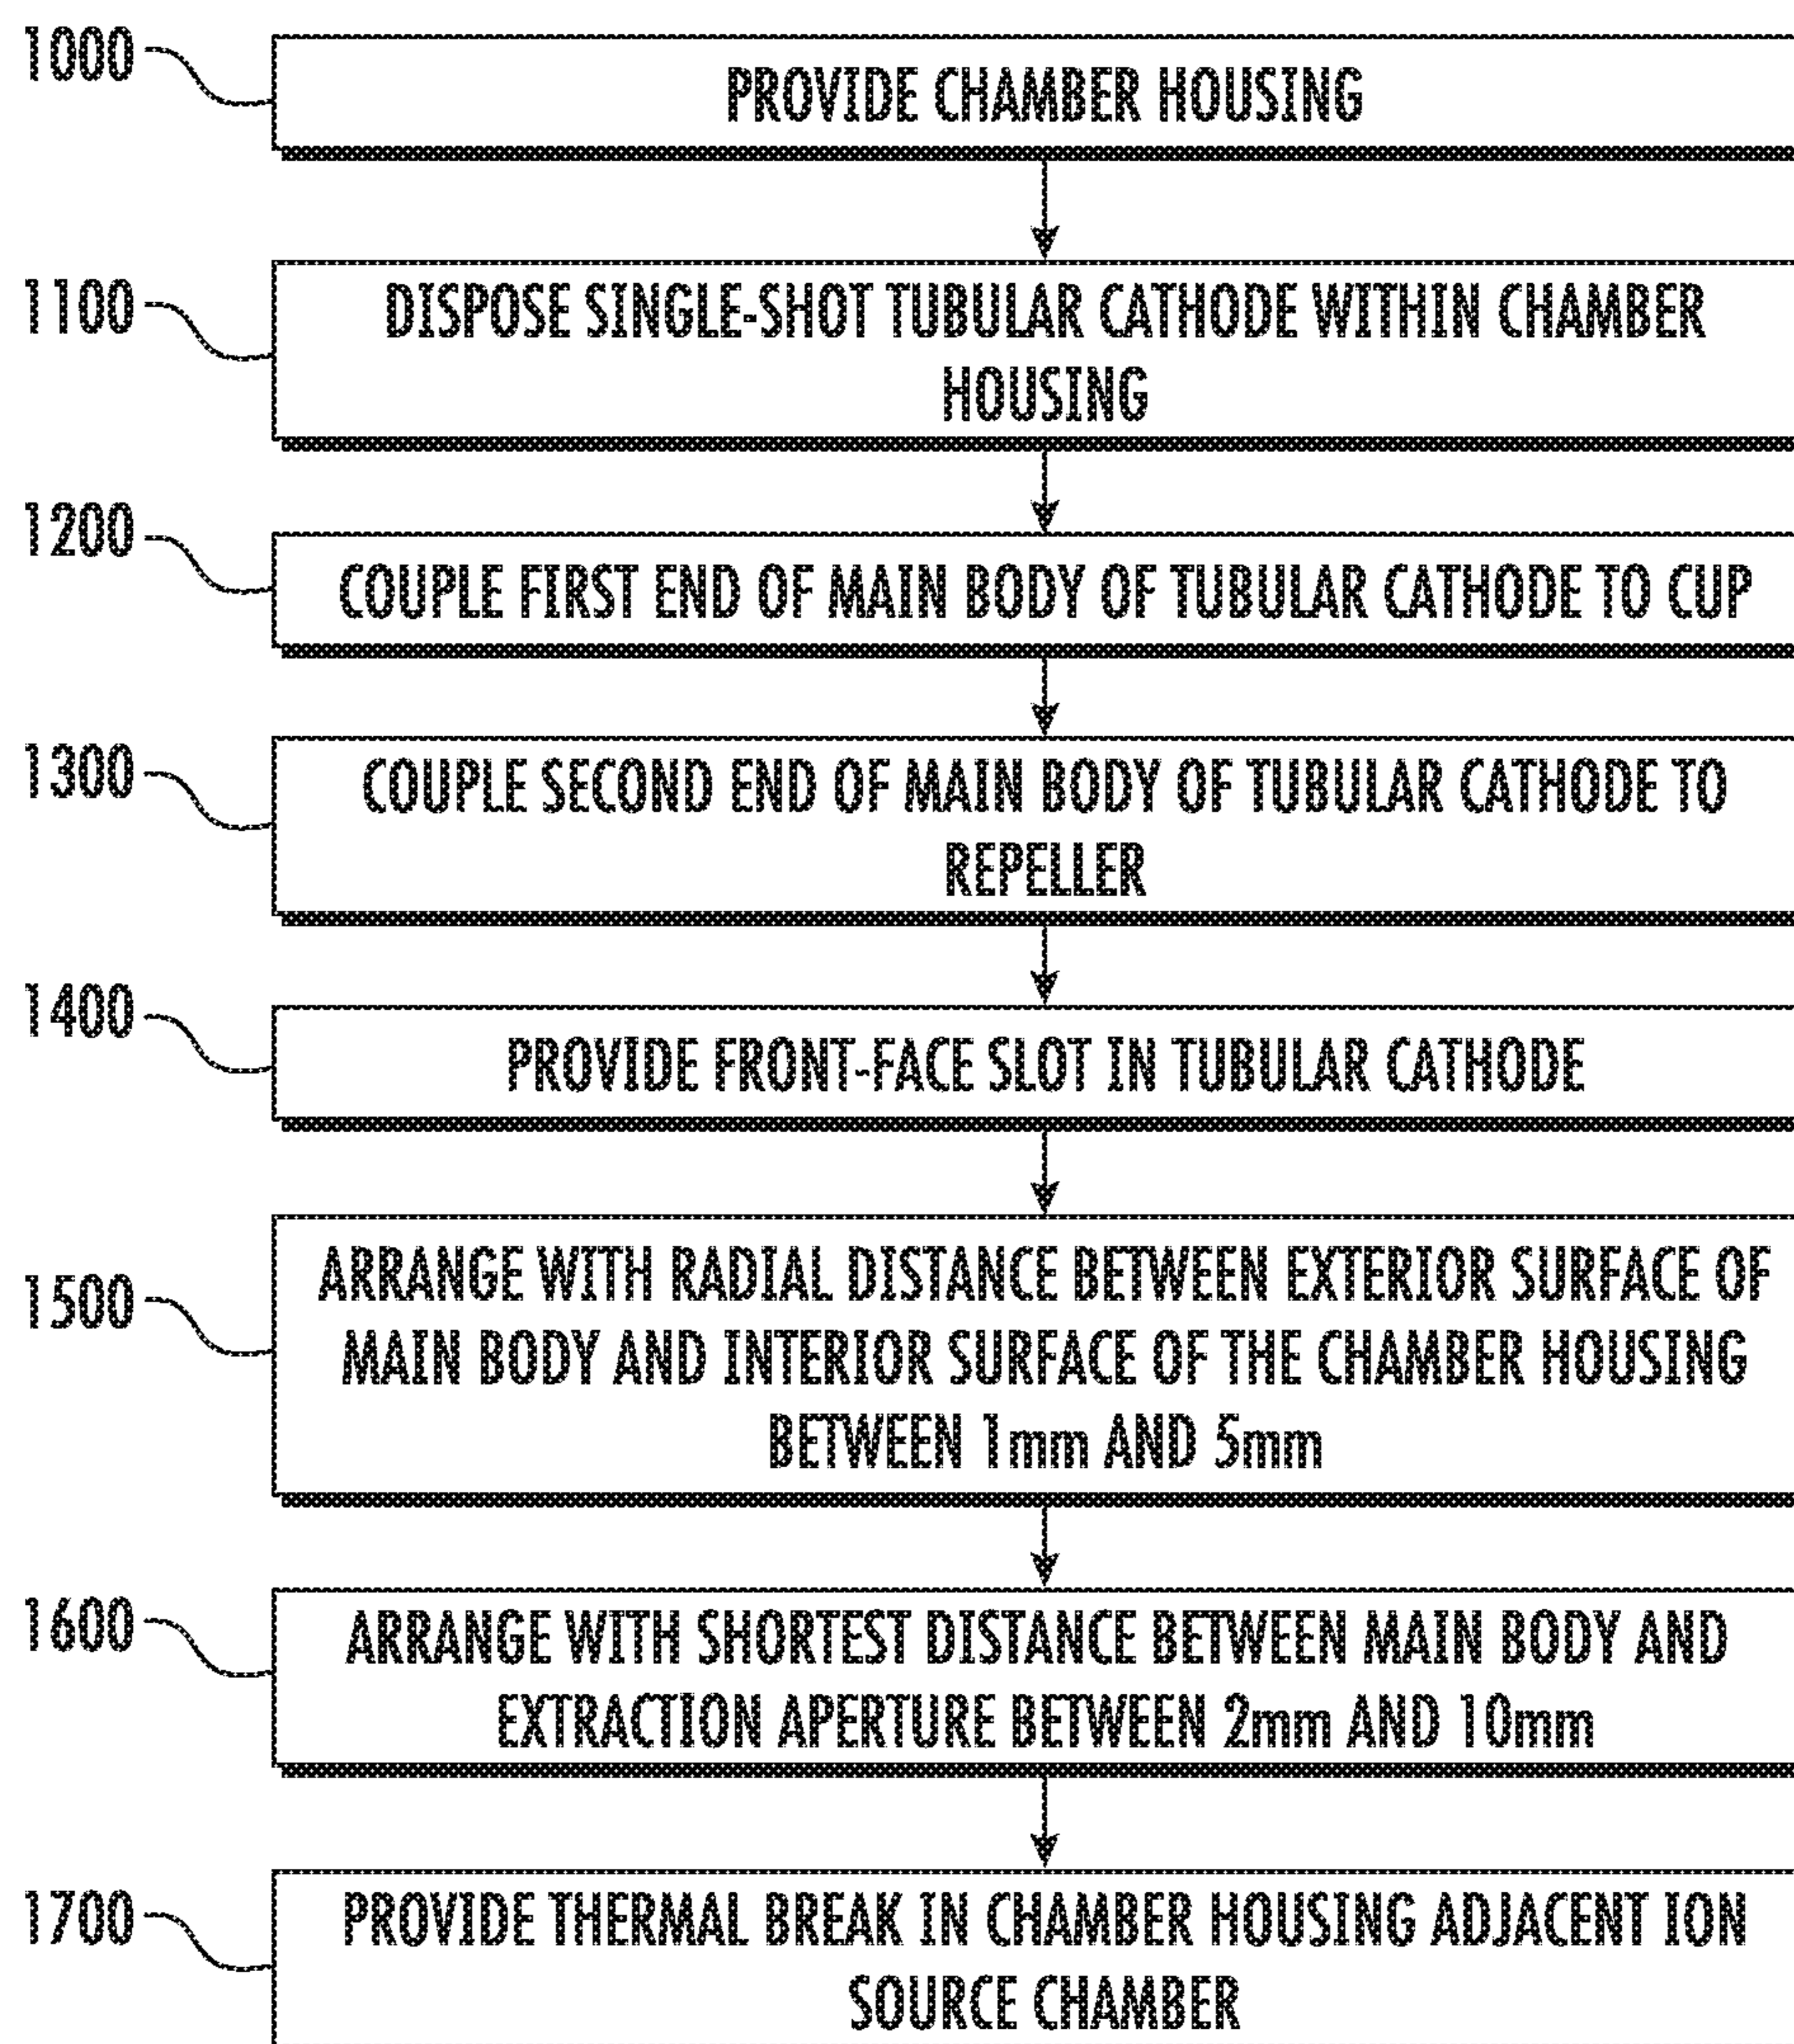 1000
PROVIDE CHAMBER HOUSING
1100
DISPOSE SINGLE-SHOT TUBULAR CATHODE WITHIN CHAMBER
HOUSING
1200
COUPLE FIRST END OF MAIN BODY OF TUBULAR CATHODE TO CUP
1300
COUPLE SECOND END OF MAIN BODY OF TUBULAR CATHODE TO
REPELLER
1400
PROVIDE FRONT-FACE SLOT IN TUBULAR CATHODE
1500
ARRANGE WITH RADIAL DISTANCE BETWEEN EXTERIOR SURFACE OF
MAIN BODY AND INTERIOR SURFACE OF THE CHAMBER HOUSING
BETWEEN 1mm AND 5mm
1600
ARRANGE WITH SHORTEST DISTANCE BETWEEN MAIN BODY AND
EXTRACTION APERTURE BETWEEN 2mm AND 10mm
1700
PROVIDE THERMAL BREAK IN CHAMBER HOUSING ADJACENT ION
SOURCE CHAMBER